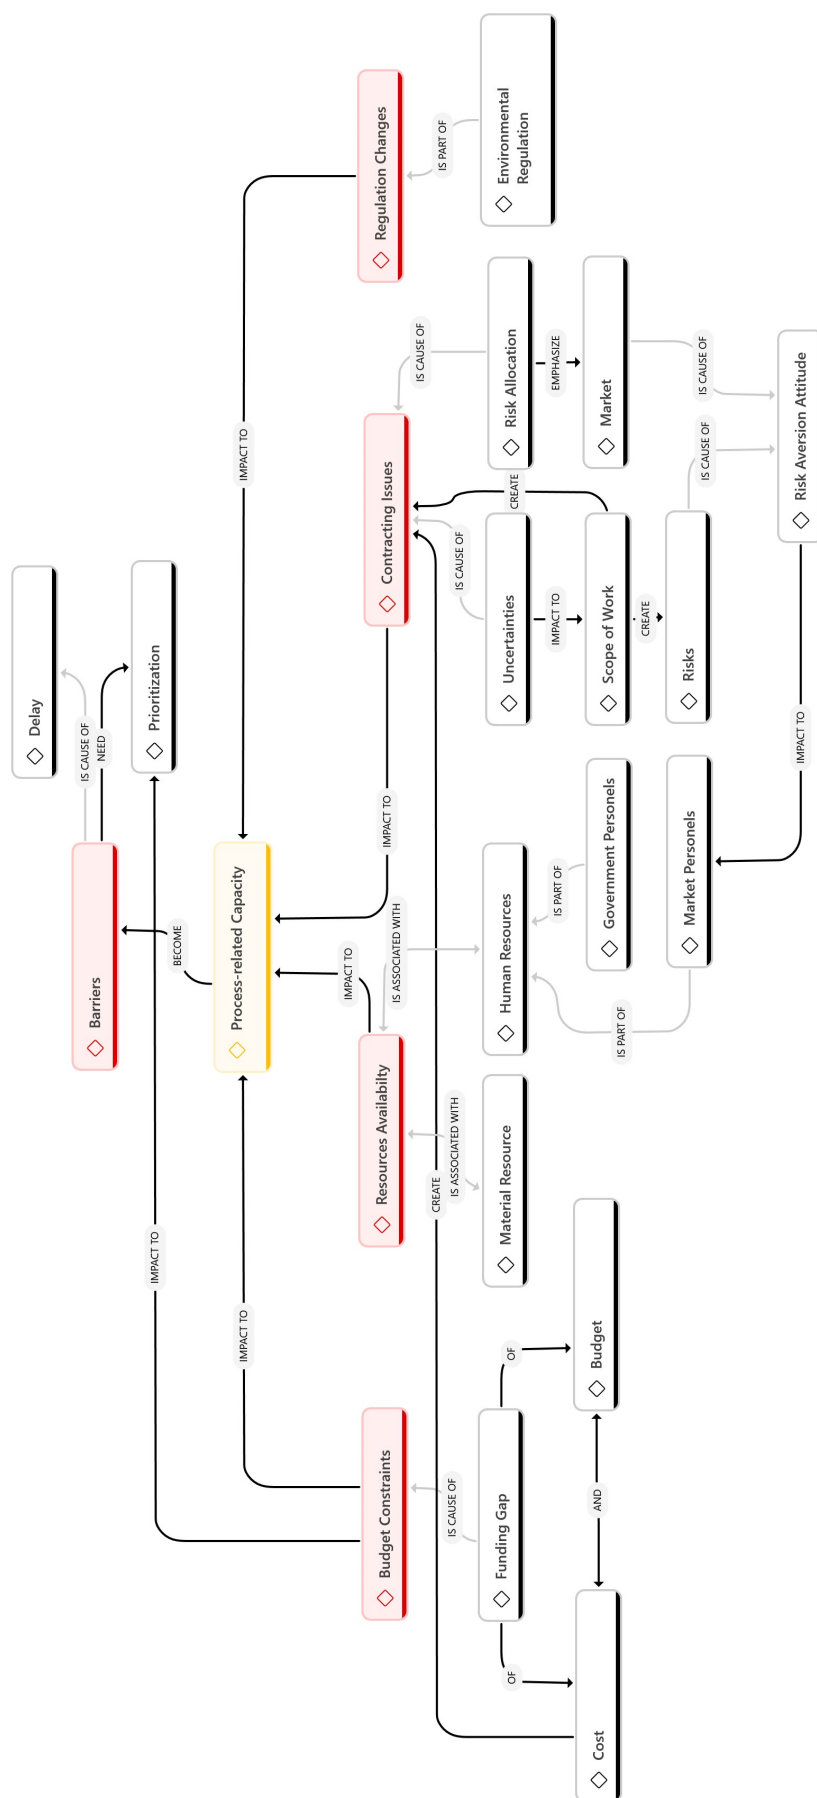 Delay
Barriers
IS CAUSE OF
NEED
IMPACT TO
Prioritization
BECOME
IMPACT TO
Process-related Capacity
IMPACT TO
IMPACT TO
Budget Constraints
Resources Availabilty
IS ASSOCIATED WITH
IMPACT TO
Contracting Issues
Regulation Changes
IS CAUSE OF
CREATE
IS ASSOCIATED WITH
IS CAUSE OF
IS CAUSE OF
IS PART OF
Funding Gap
Material Resource
Human Resources
Uncertainties
CREATE
Risk Allocation
Environmental
Regulation
OF
OF
IS PART OF
IMPACT TO
EMPHASIZE
Cost
AND
Budget
Government Personels
Scope of Work
Market
IS PART OF
CREATE
Market Personels
Risks
IS CAUSE OF
IS CAUSE OF
IMPACT TO
Risk Aversion Attitude